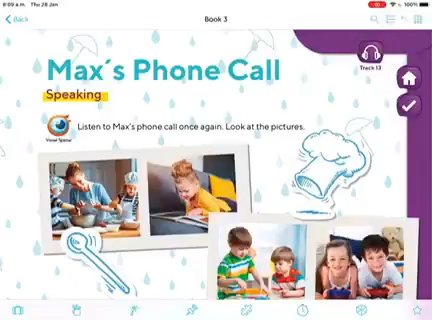 8:09 a.m. Thu 28 Jan
100%
Back
Book 3
Max´s Phone Call
Track 13
Speaking
Listen to Max's phone call once again. Look at the pictures.
Visual-Spatial